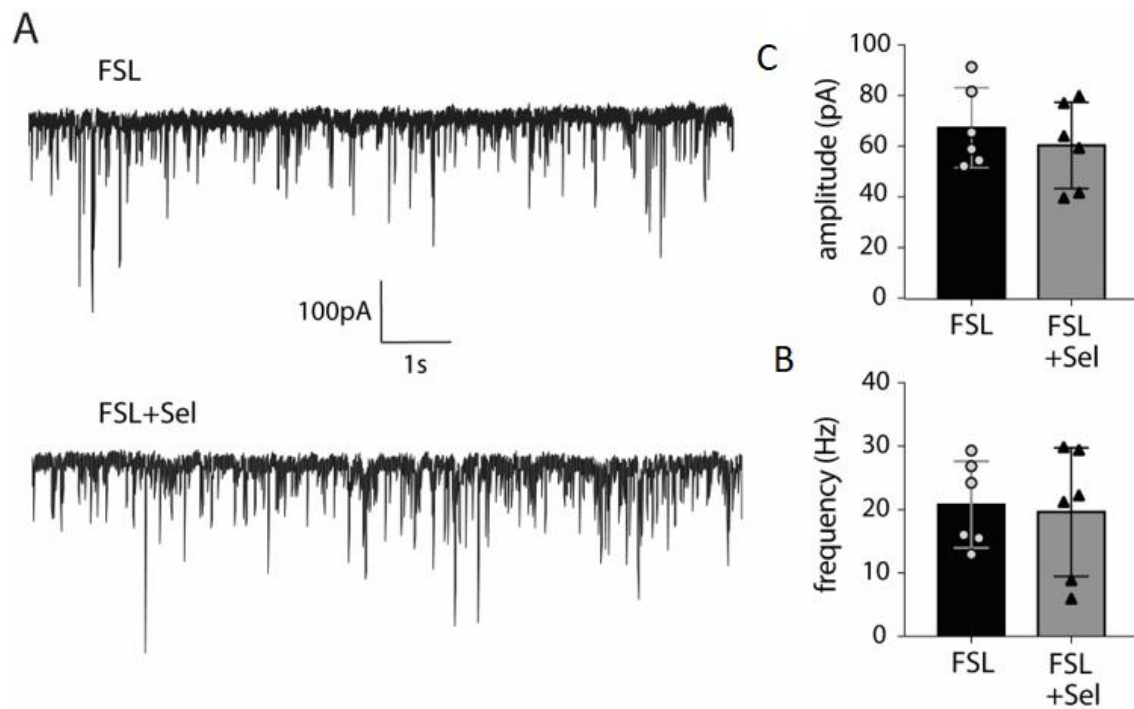 A
FSL
100pA
1s
FSL+Sel
C
amplitude (pA)
100
80
60
40
20
0
FSL
FSL
+Sel
B
frequency (Hz)
40
30
20
10
0
FSL
FSL
+Sel